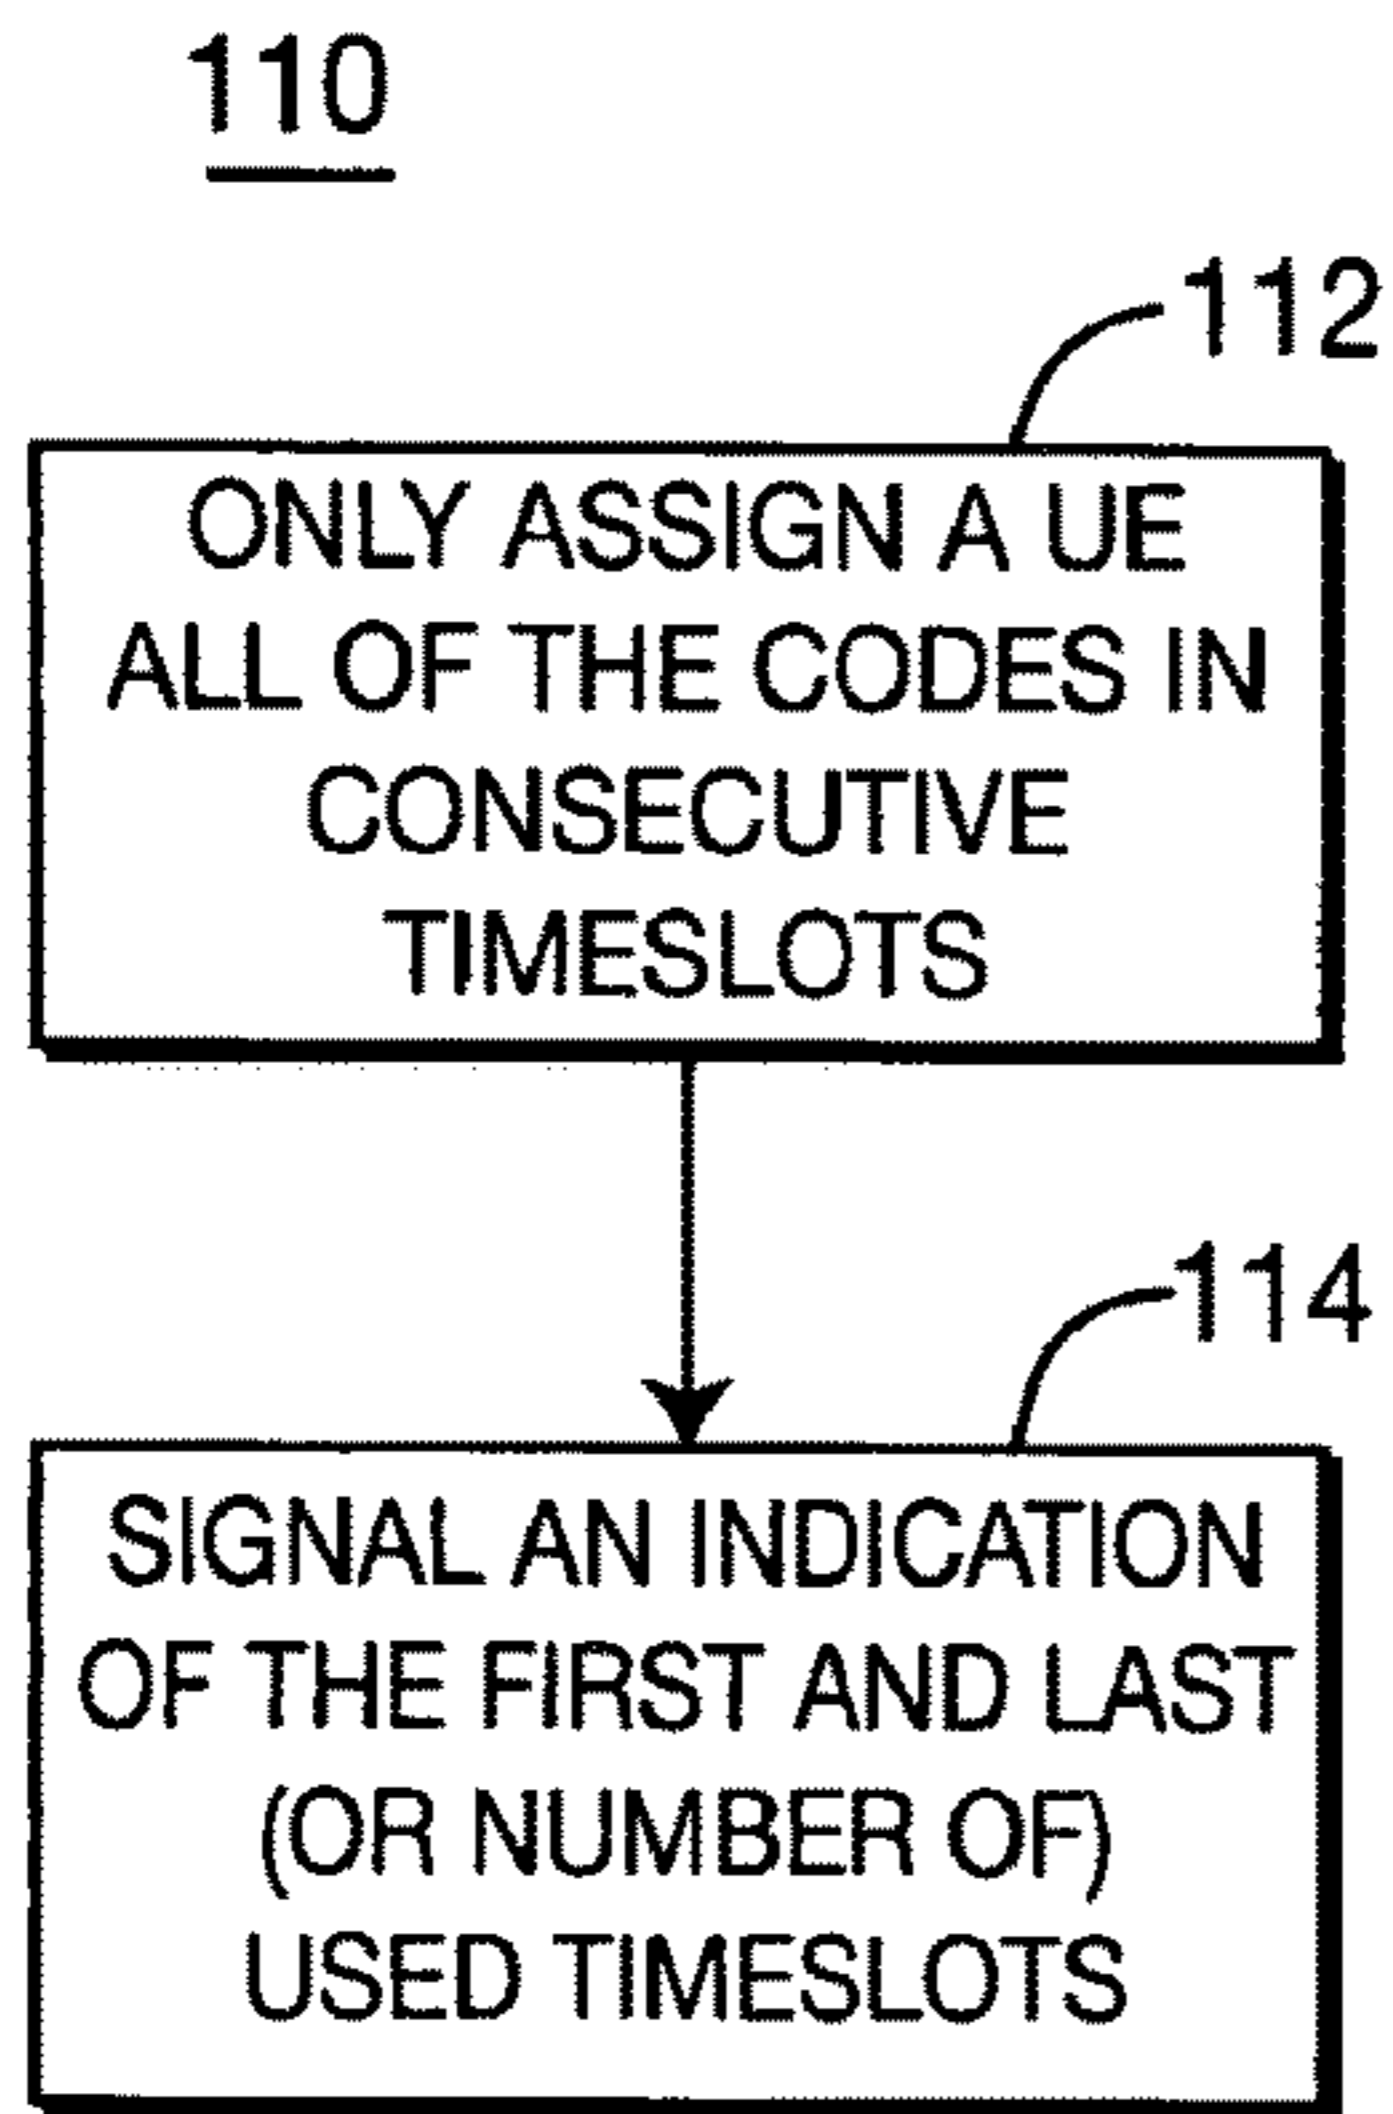 110
112
ONLY ASSIGN A UE
ALL OF THE CODES IN
CONSECUTIVE
TIMESLOTS
114
SIGNAL AN INDICATION
OF THE FIRST AND LAST
(OR NUMBER OF)
USED TIMESLOTS